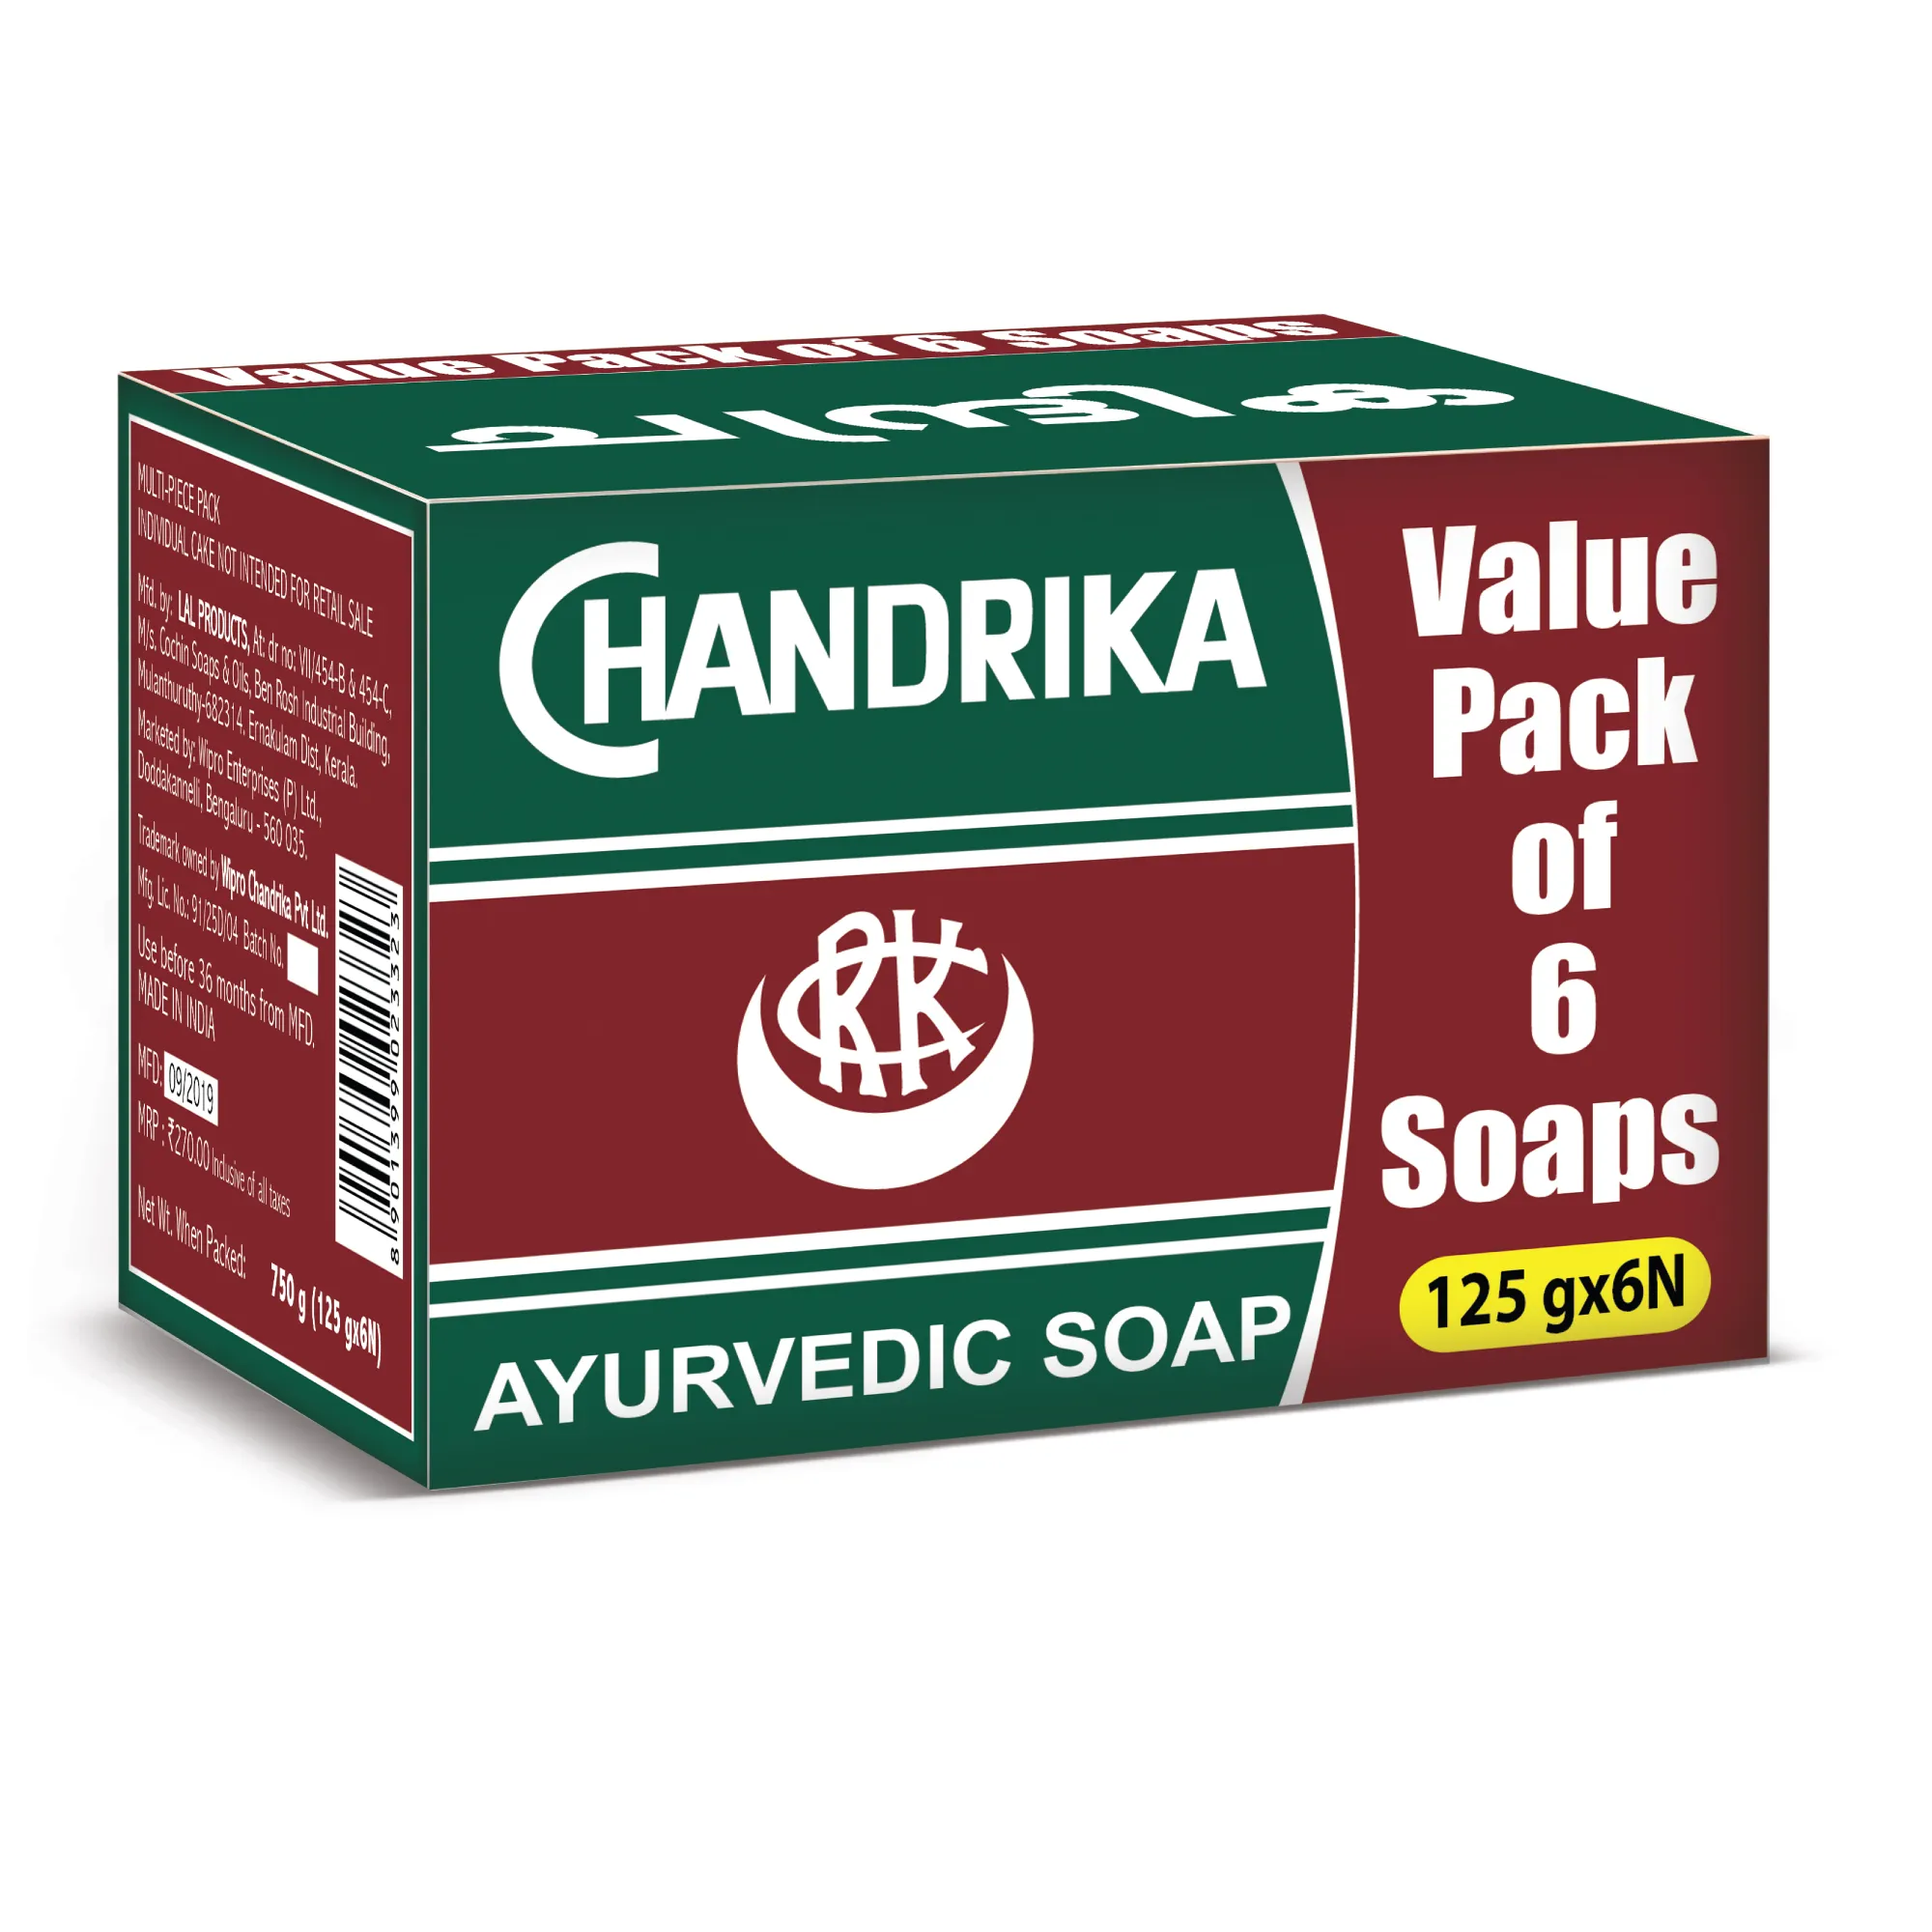 Value Pack of 6 Soaps
CHANDRIKA
AYURVEDIC SOAP
Value
Pack
of
6
Soaps
125 gx6N
MULTI-PIECE PACK
INDIVIDUAL CAKE NOT INTENDED FOR RETAIL SALE
Mfd. by: LAL PRODUCTS, At: dr no: VII/454-B & 454-C,
M/s. Cochin Soaps & Oils, Ben Rosh Industrial Building,
Mulanthuruthy-682314. Ernakulam Dist, Kerala.
Marketed by: Wipro Enterprises (P) Ltd.,
Doddakannelli, Bengaluru - 560 035.
Trademark owned by Wipro Chandrika Pvt Ltd.
Mfg. Lic. No.: 91/25D/04 Batch No.
Use before 36 months from MFD.
MADE IN INDIA
MFD: 09/2019
MRP : ₹270.00 Inclusive of all taxes
Net Wt. When Packed:
750 g (125 gx6N)
8 901399 023323